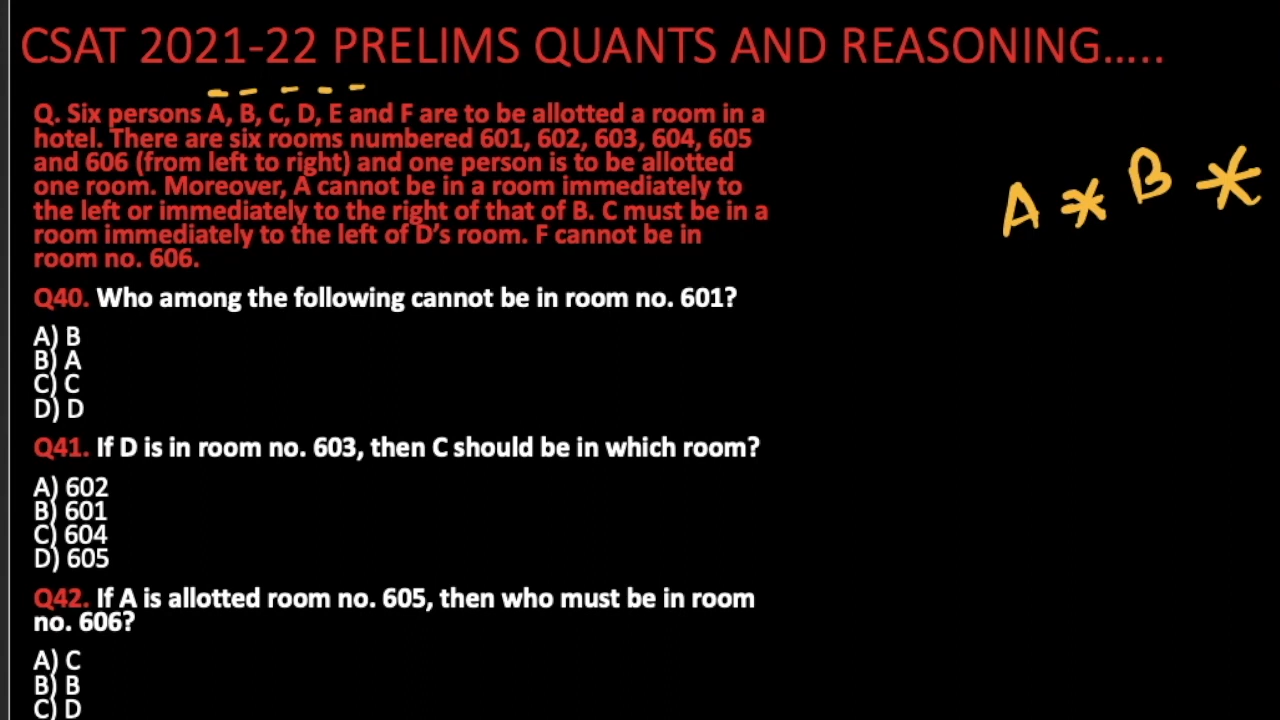 CSAT 2021-22 PRELIMS QUANTS AND REASONING.....
Q. Six persons A, B, C, D, E and F are to be allotted a room in a
hotel. There are six rooms numbered 601, 602, 603, 604, 605
and 606 (from left to right) and one person is to be allotted
one room. Moreover, A cannot be in a room immediately to
the left or immediately to the right of that of B. C must be in a
room immediately to the left of D’s room. F cannot be in
room no. 606.
A * B *
Q40. Who among the following cannot be in room no. 601?
A) B
B) A
C) C
D) D
Q41. If D is in room no. 603, then C should be in which room?
A) 602
B) 601
C) 604
D) 605
Q42. If A is allotted room no. 605, then who must be in room
no. 606?
A) C
B) B
C) D